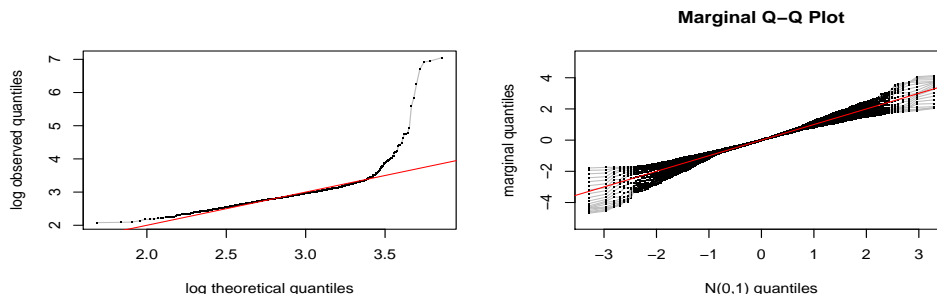 Marginal Q−Q Plot
log observed quantiles
2 3 4 5 6 7
2.0 2.5 3.0 3.5
log theoretical quantiles
marginal quantiles
−4 −2 0 2 4
−3 −2 −1 0 1 2 3
N(0,1) quantiles